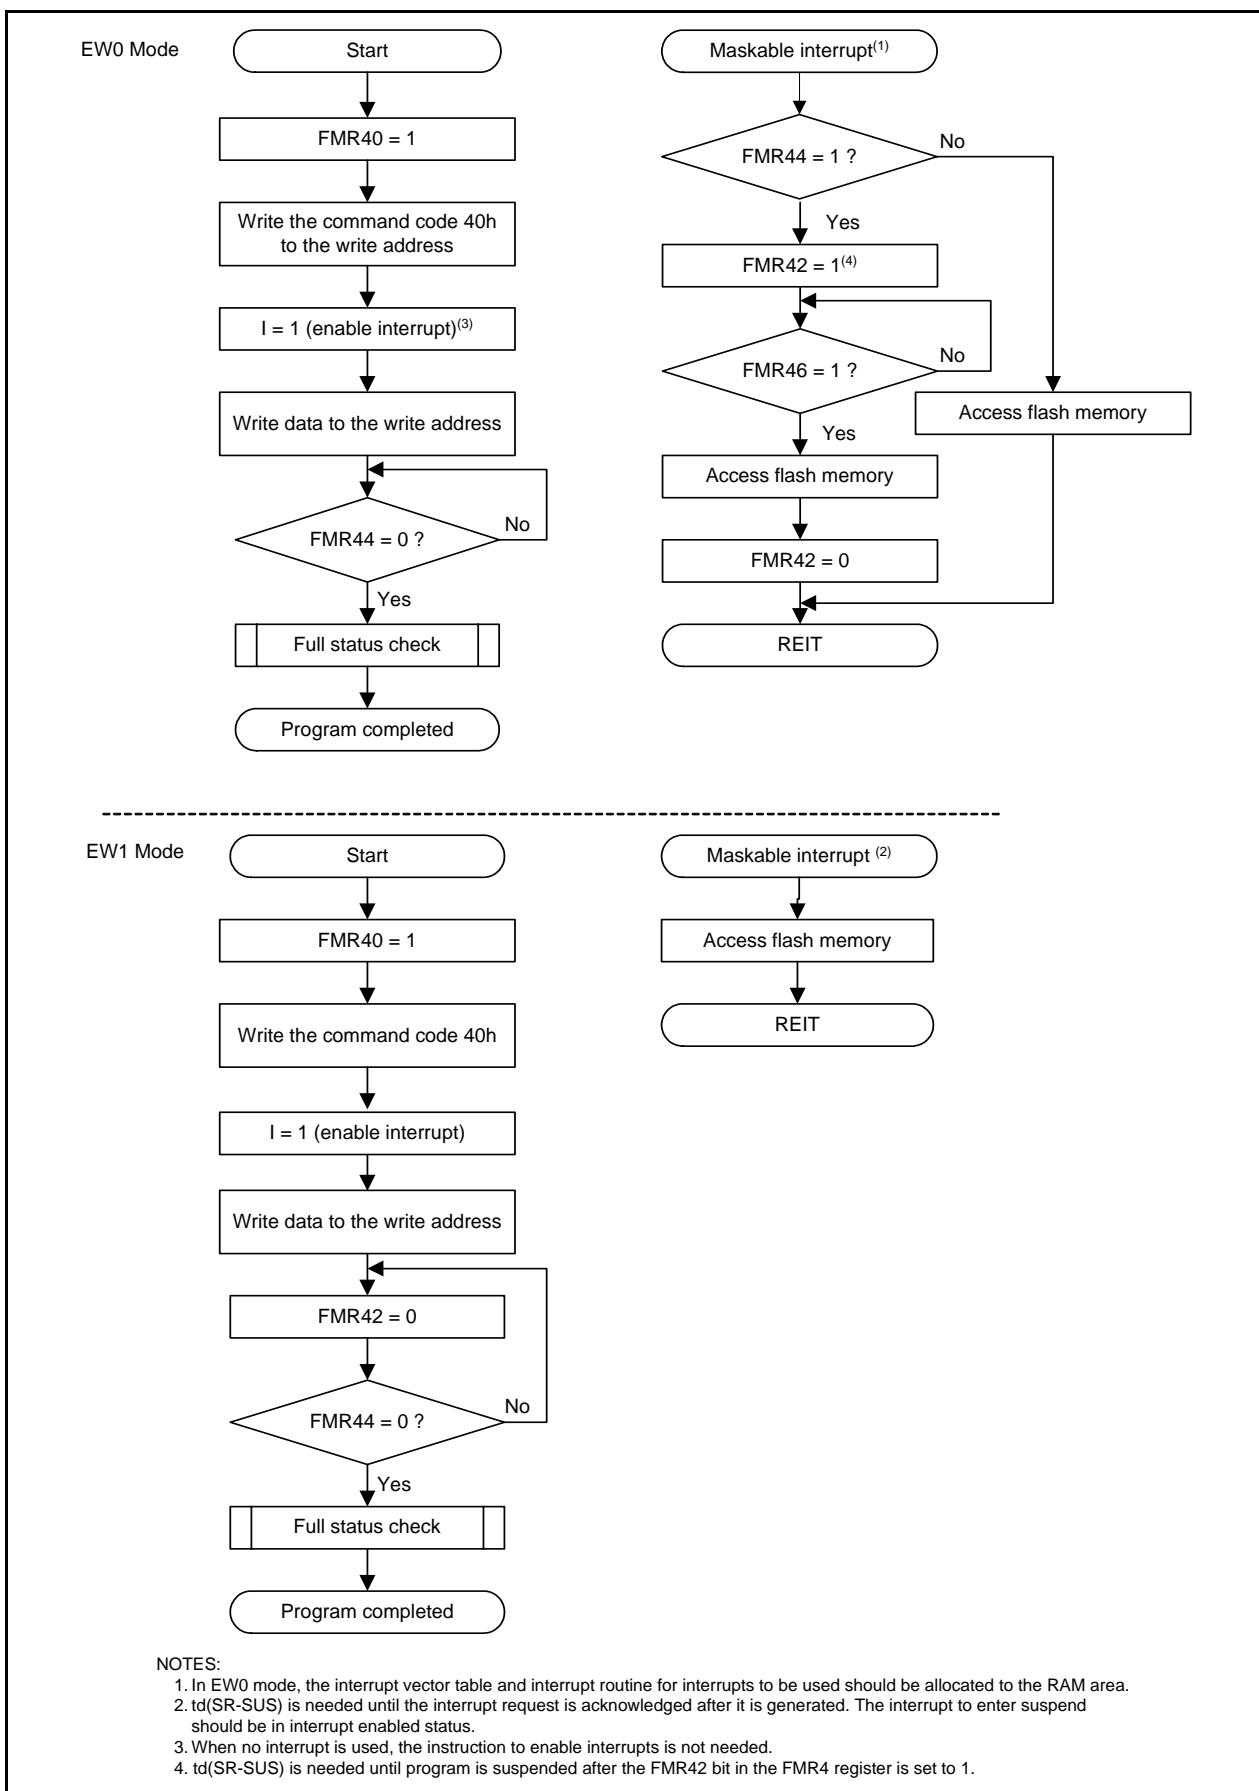 EW0 Mode
Start
FMR40 = 1
Write the command code 40h
to the write address
I = 1 (enable interrupt)(3)
Write data to the write address
FMR44 = 0 ?
No
Yes
Full status check
Program completed
Maskable interrupt(1)
FMR44 = 1 ?
No
Yes
FMR42 = 1(4)
FMR46 = 1 ?
No
Yes
Access flash memory
Access flash memory
FMR42 = 0
REIT
EW1 Mode
Start
FMR40 = 1
Write the command code 40h
I = 1 (enable interrupt)
Write data to the write address
FMR42 = 0
FMR44 = 0 ?
No
Yes
Full status check
Program completed
Maskable interrupt (2)
Access flash memory
REIT
NOTES:
1. In EW0 mode, the interrupt vector table and interrupt routine for interrupts to be used should be allocated to the RAM area.
2. td(SR-SUS) is needed until the interrupt request is acknowledged after it is generated. The interrupt to enter suspend
should be in interrupt enabled status.
3. When no interrupt is used, the instruction to enable interrupts is not needed.
4. td(SR-SUS) is needed until program is suspended after the FMR42 bit in the FMR4 register is set to 1.